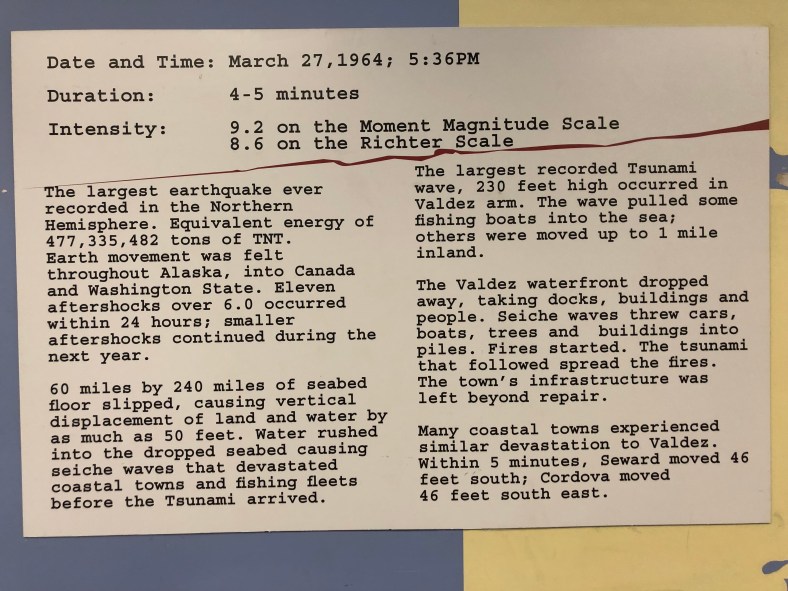 Date and Time: March 27,1964; 5:36PM
Duration: 4-5 minutes
Intensity: 9.2 on the Moment Magnitude Scale
8.6 on the Richter Scale
The largest earthquake ever
recorded in the Northern
Hemisphere. Equivalent energy of
477,335,482 tons of TNT.
Earth movement was felt
throughout Alaska, into Canada
and Washington State. Eleven
aftershocks over 6.0 occurred
within 24 hours; smaller
aftershocks continued during the
next year.
60 miles by 240 miles of seabed
floor slipped, causing vertical
displacement of land and water by
as much as 50 feet. Water rushed
into the dropped seabed causing
seiche waves that devastated
coastal towns and fishing fleets
before the Tsunami arrived.
The largest recorded Tsunami
wave, 230 feet high occurred in
Valdez arm. The wave pulled some
fishing boats into the sea;
others were moved up to 1 mile
inland.
The Valdez waterfront dropped
away, taking docks, buildings and
people. Seiche waves threw cars,
boats, trees and buildings into
piles. Fires started. The tsunami
that followed spread the fires.
The town's infrastructure was
left beyond repair.
Many coastal towns experienced
similar devastation to Valdez.
Within 5 minutes, Seward moved 46
feet south; Cordova moved
46 feet south east.